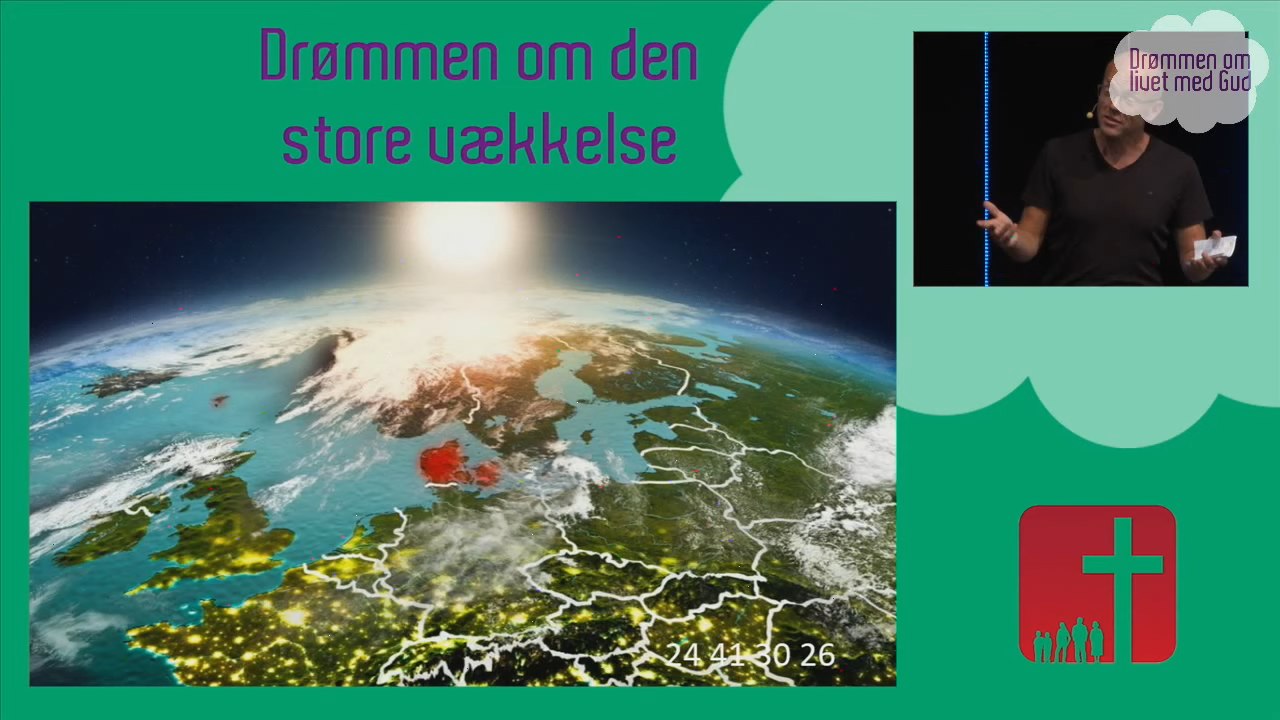 Drømmen om den
store vækkelse
Drømmen om
livet med Gud
24 41 30 26